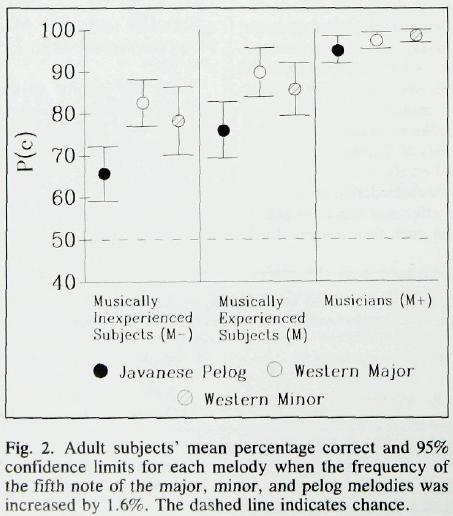 100
90
80
70
60
50
40
P(c)
Musically Inexperienced Subjects (M-)
Musically Experienced Subjects (M)
Musicians (M+)
Javanese Pelog
Western Major
Western Minor
Fig. 2. Adult subjects' mean percentage correct and 95%
confidence limits for each melody when the frequency of
the fifth note of the major, minor, and pelog melodies was
increased by 1.6%. The dashed line indicates chance.